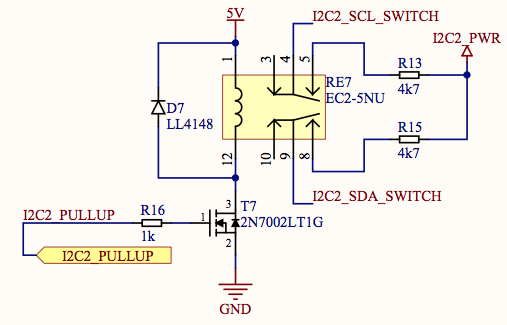 5V
I2C2_SCL_SWITCH
I2C2_PWR
1
3
4
5
R13
4k7
D7
LL4148
RE7
EC2-5NU
R15
4k7
12
10
9
8
I2C2_SDA_SWITCH
I2C2_PULLUP
R16
1k
1
3
T7
2N7002LT1G
2
I2C2_PULLUP
GND